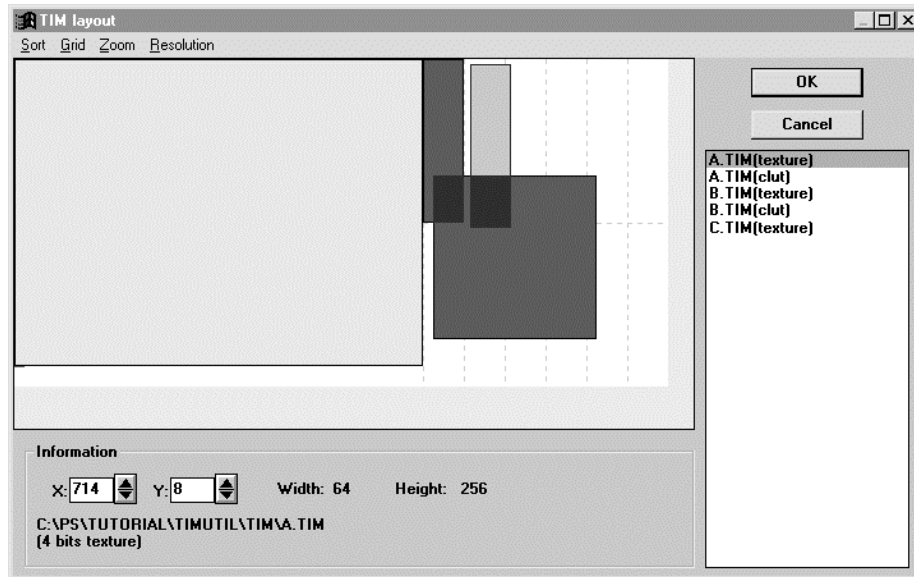 TIM layout
Sort Grid Zoom Resolution
OK
Cancel
A.TIM(texture)
A.TIM(clut)
B.TIM(texture)
B.TIM(clut)
C.TIM(texture)
Information
X: 714 Y: 8 Width: 64 Height: 256
C:\PS\TUTORIAL\TIMUTIL\TIM\A.TIM
(4 bits texture)